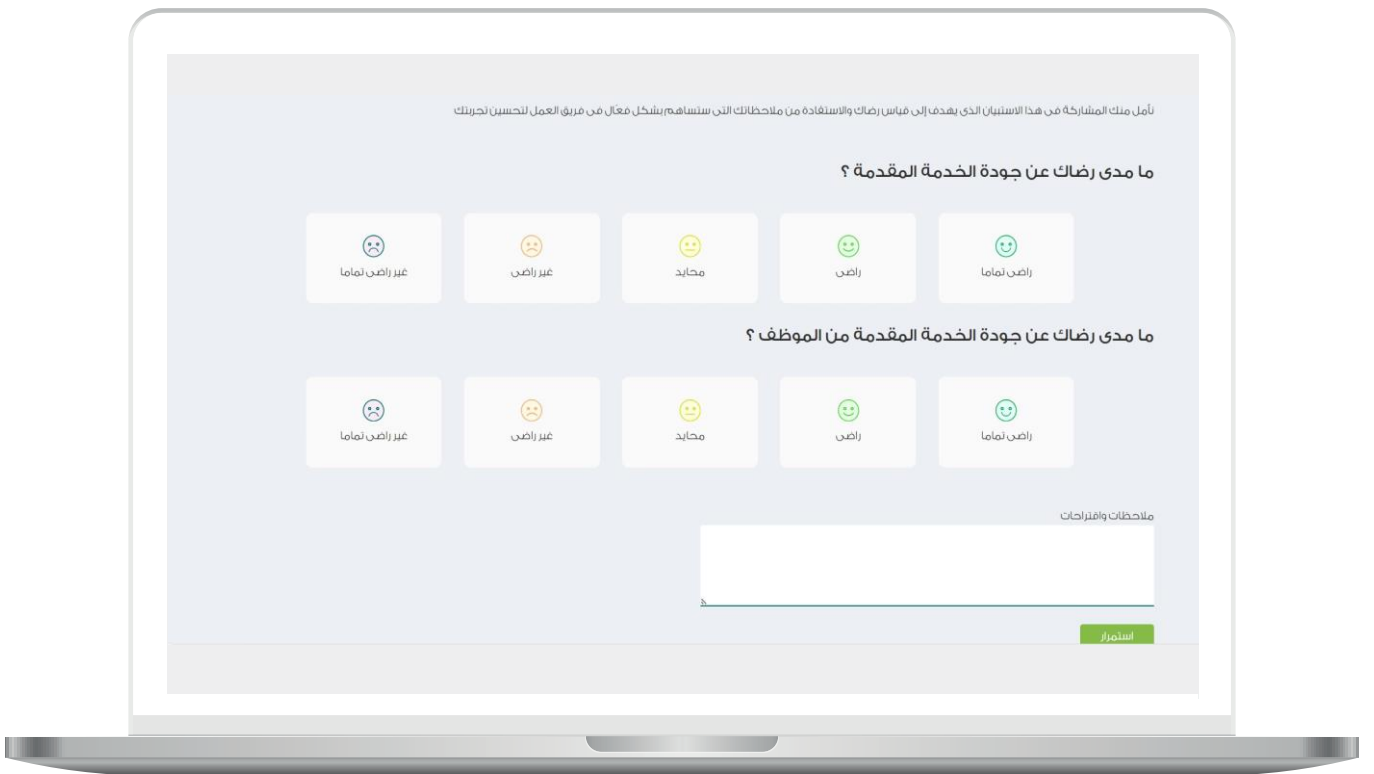 نأمل منك المشاركة في هذا الاستبيان الذي يهدف إلى قياس رضاك والاستفادة من ملاحظاتك التي ستساهم بشكل فعّال في فريق العمل لتحسين تجربتك
ما مدى رضاك عن جودة الخدمة المقدمة ؟
راضي تماما
راضي
محايد
غير راضي
غير راضي تماما
ما مدى رضاك عن جودة الخدمة المقدمة من الموظف ؟
راضي تماما
راضي
محايد
غير راضي
غير راضي تماما
ملاحظات واقتراحات
استمرار